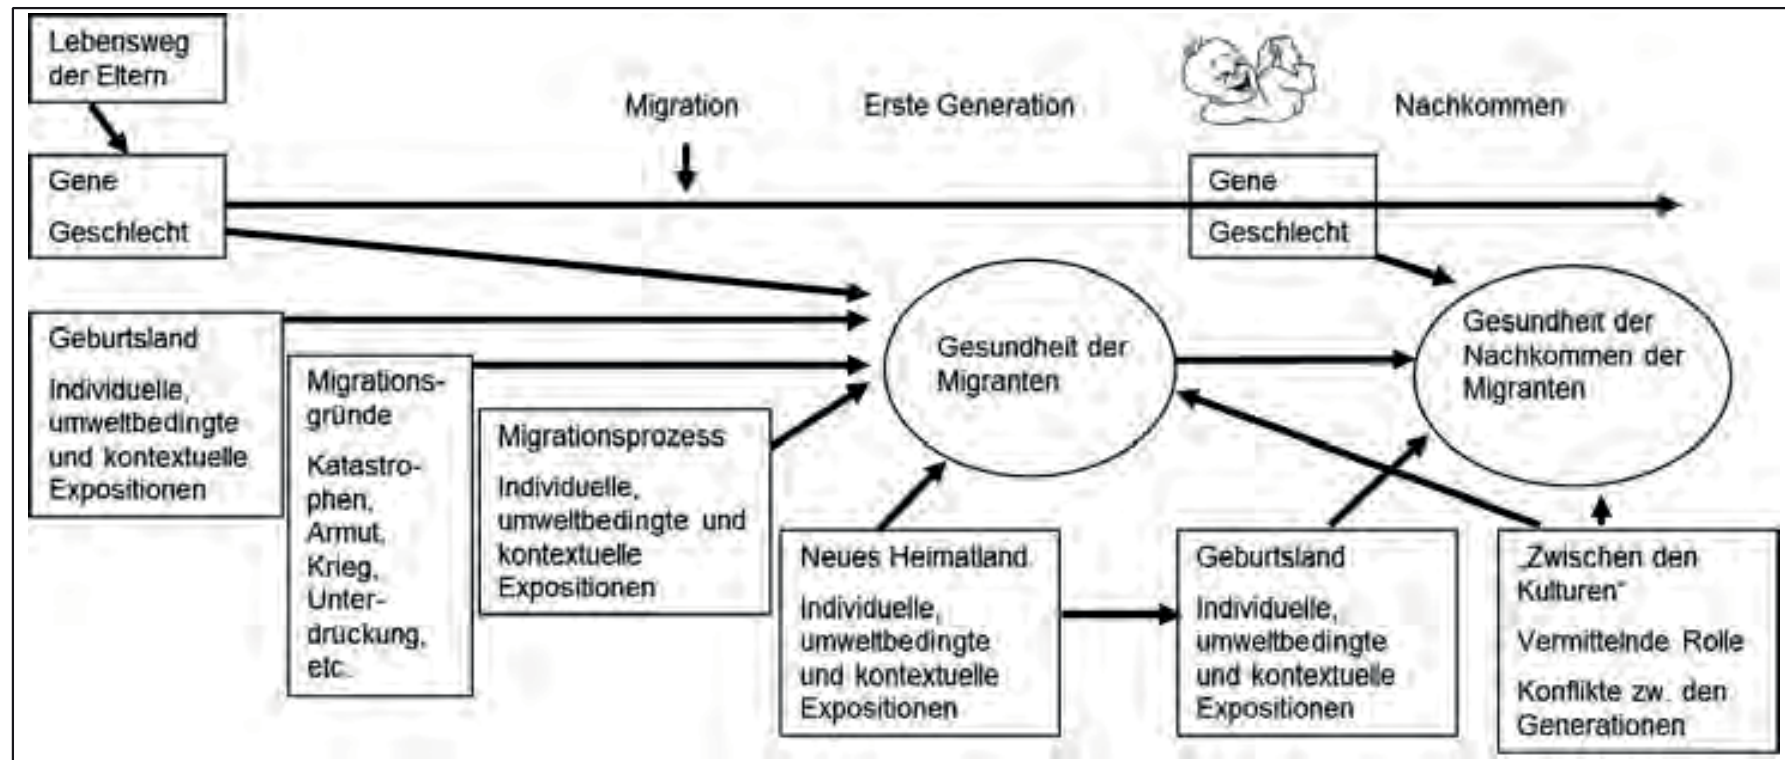 Lebensweg
der Eltern
Migration
Erste Generation
Nachkommen
Gene
Geschlecht
Gene
Geschlecht
Geburtsland
Individuelle,
umweltbedingte
und kontextuelle
Expositionen
Migrations-
gründe
Katastro-
phen,
Armut,
Krieg,
Unter-
drückung,
etc.
Migrationsprozess
Individuelle,
umweltbedingte und
kontextuelle
Expositionen
Gesundheit der
Migranten
Gesundheit der
Nachkommen der
Migranten
Neues Heimatland
Individuelle,
umweltbedingte
und kontextuelle
Expositionen
Geburtsland
Individuelle,
umweltbedingte
und kontextuelle
Expositionen
„Zwischen den
Kulturen“
Vermittelnde Rolle
Konflikte zw. den
Generationen